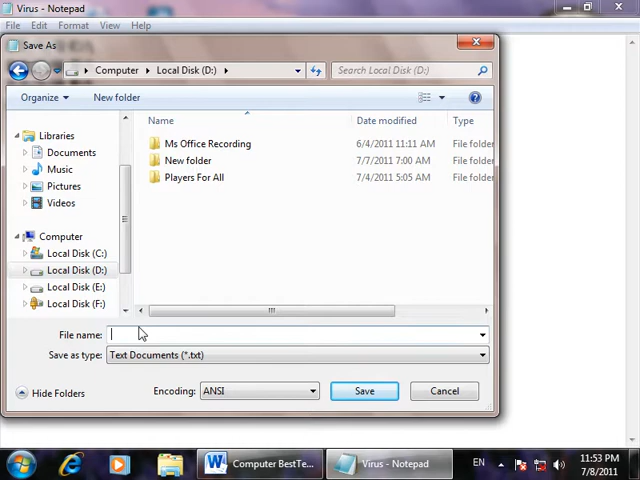 Virus - Notepad
File Edit Format View Help
Save As
Computer Local Disk (D:) Search Local Disk (D:)
Organize New folder
Name Date modified Type
Libraries
Documents
Music
Pictures
Videos
Computer
Local Disk (C:)
Local Disk (D:)
Local Disk (E:)
Local Disk (F:)
Ms Office Recording 6/4/2011 11:11 AM File folder
New folder 7/7/2011 7:00 AM File folder
Players For All 7/4/2011 5:05 AM File folder
File name:
Save as type: Text Documents (*.txt)
Hide Folders Encoding: ANSI Save Cancel
Computer BestTe... Virus - Notepad EN 11:53 PM
7/8/2011